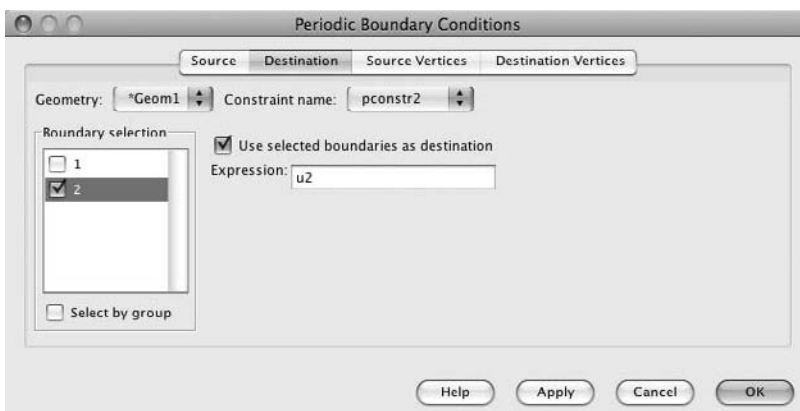 Periodic Boundary Conditions
Source Destination Source Vertices Destination Vertices
Geometry: *Geom1 Constraint name: pconstr2
Boundary selection
Use selected boundaries as destination
1
Expression: u2
2
Select by group
Help Apply Cancel OK